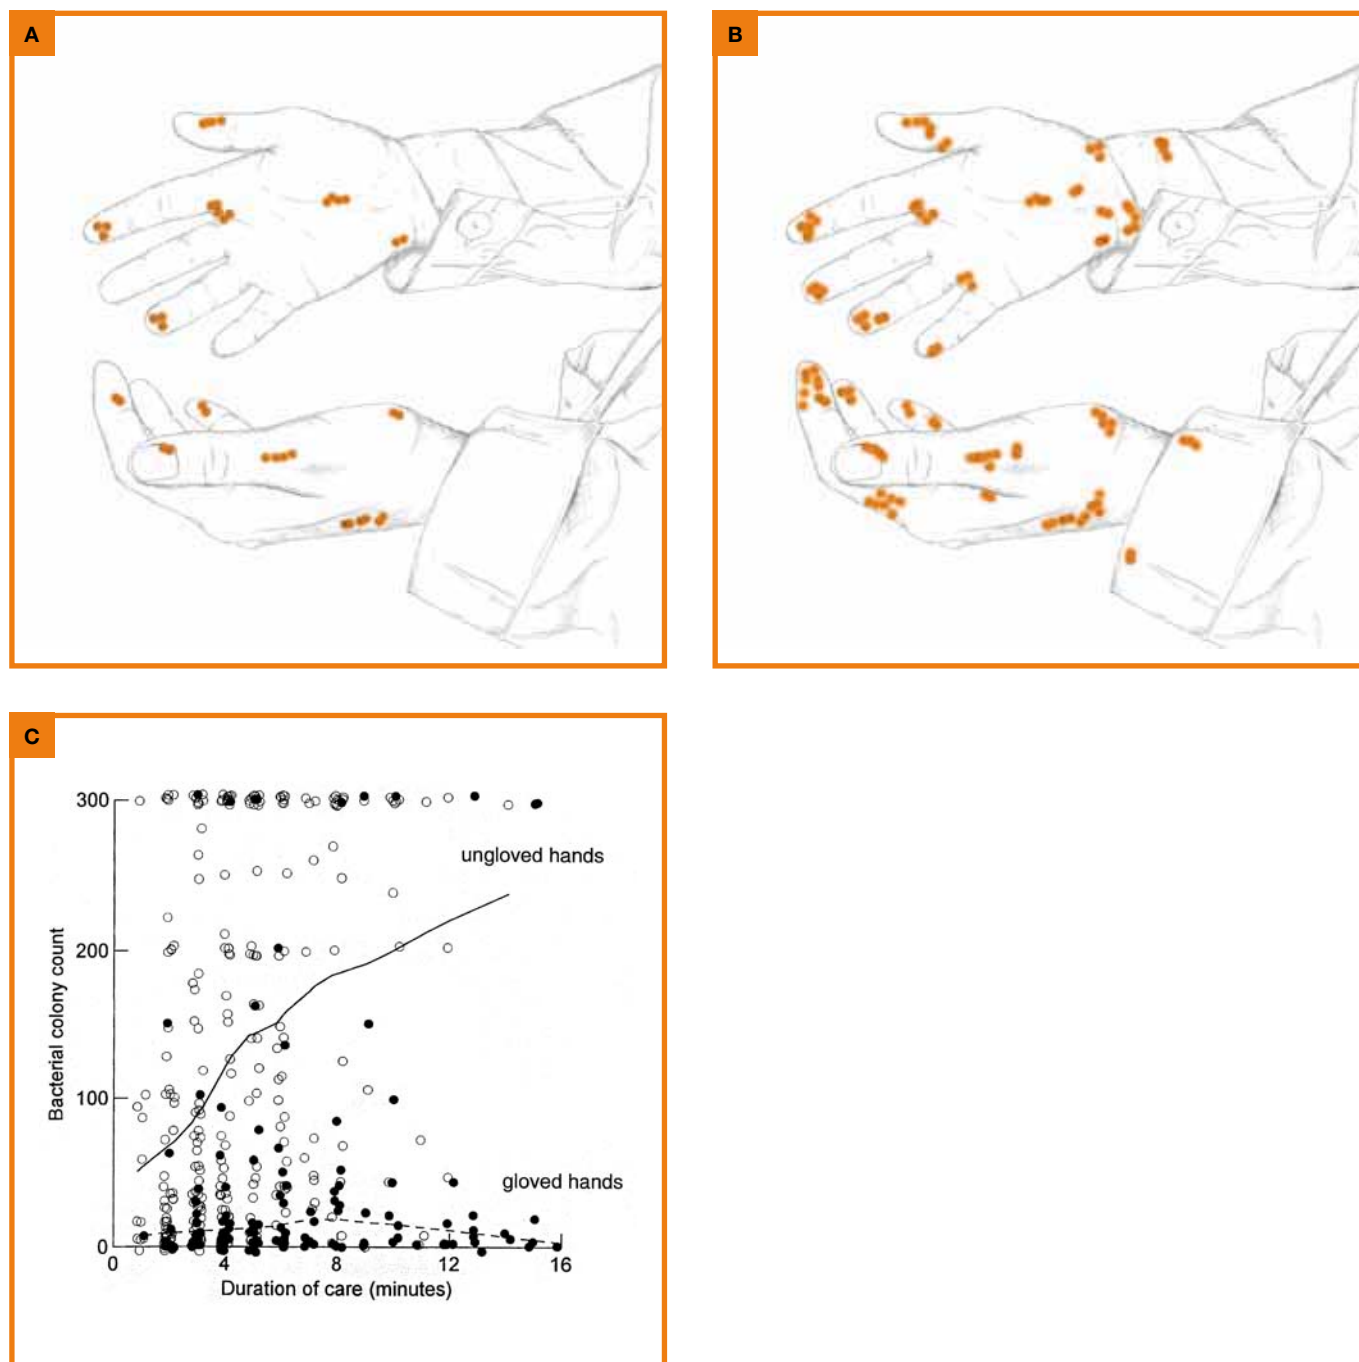 A
B
C
300
ungloved hands
200
Bacterial colony count
100
gloved hands
0
0 4 8 12 16
Duration of care (minutes)